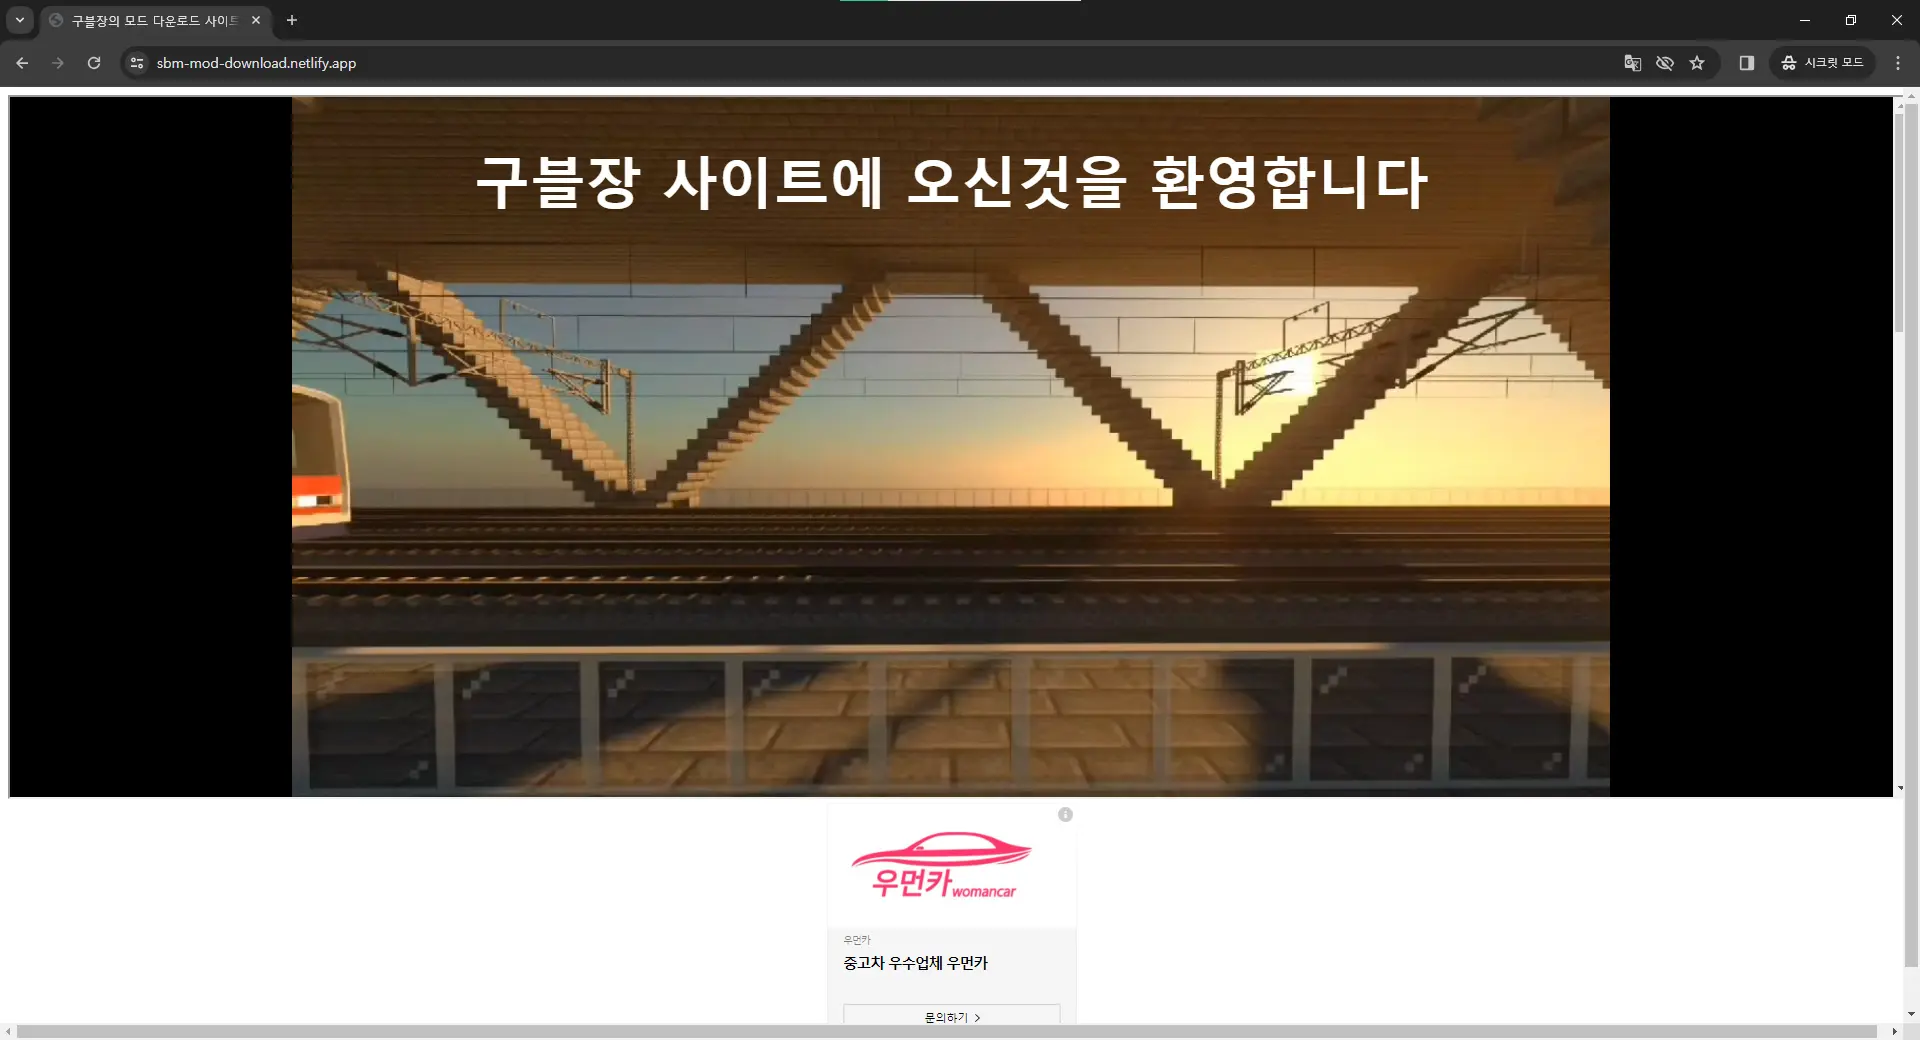 구블장의 모드 다운로드 사이트
sbm-mod-download.netlify.app
시크릿 모드
구블장 사이트에 오신것을 환영합니다
우먼카 womancar
우먼카
중고차 우수업체 우먼카
문의하기 >